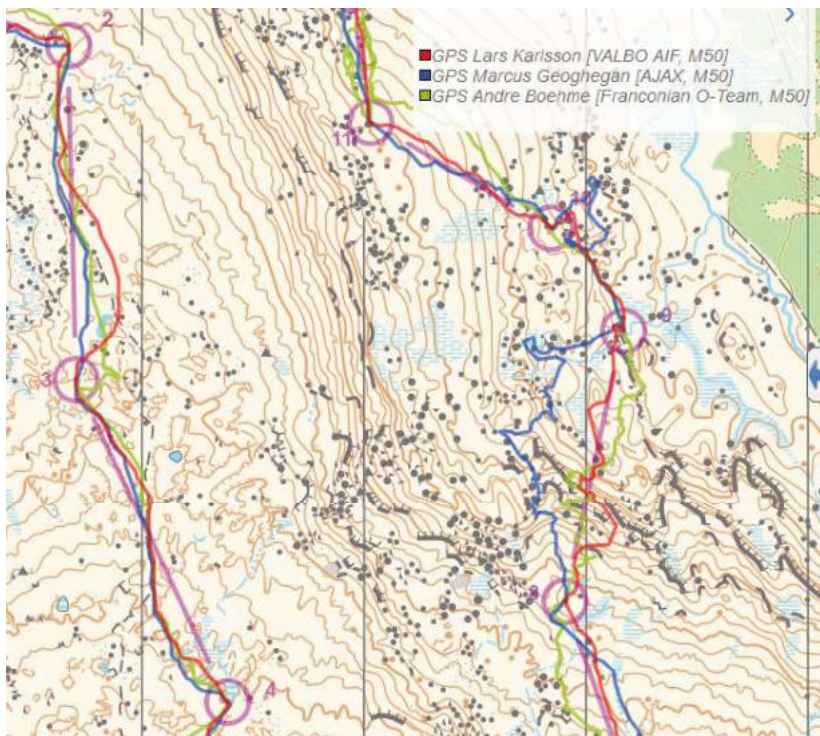 2
GPS Lars Karlsson [VALBO AIF, M50]
GPS Marcus Geoghegan [AJAX, M50]
GPS Andre Boehme [Franconian O-Team, M50]
11
9
3
4